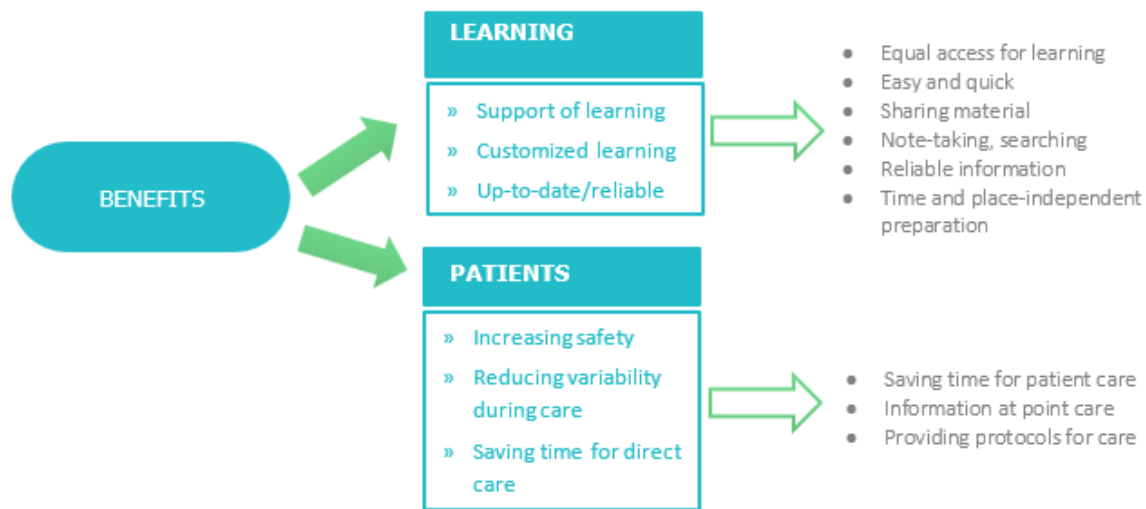 BENEFITS
LEARNING
» Support of learning
» Customized learning
» Up-to-date/reliable
● Equal access for learning
● Easy and quick
● Sharing material
● Note-taking, searching
● Reliable information
● Time and place-independent
preparation
PATIENTS
» Increasing safety
» Reducing variability
during care
» Saving time for direct
care
● Saving time for patient care
● Information at point care
● Providing protocols for care